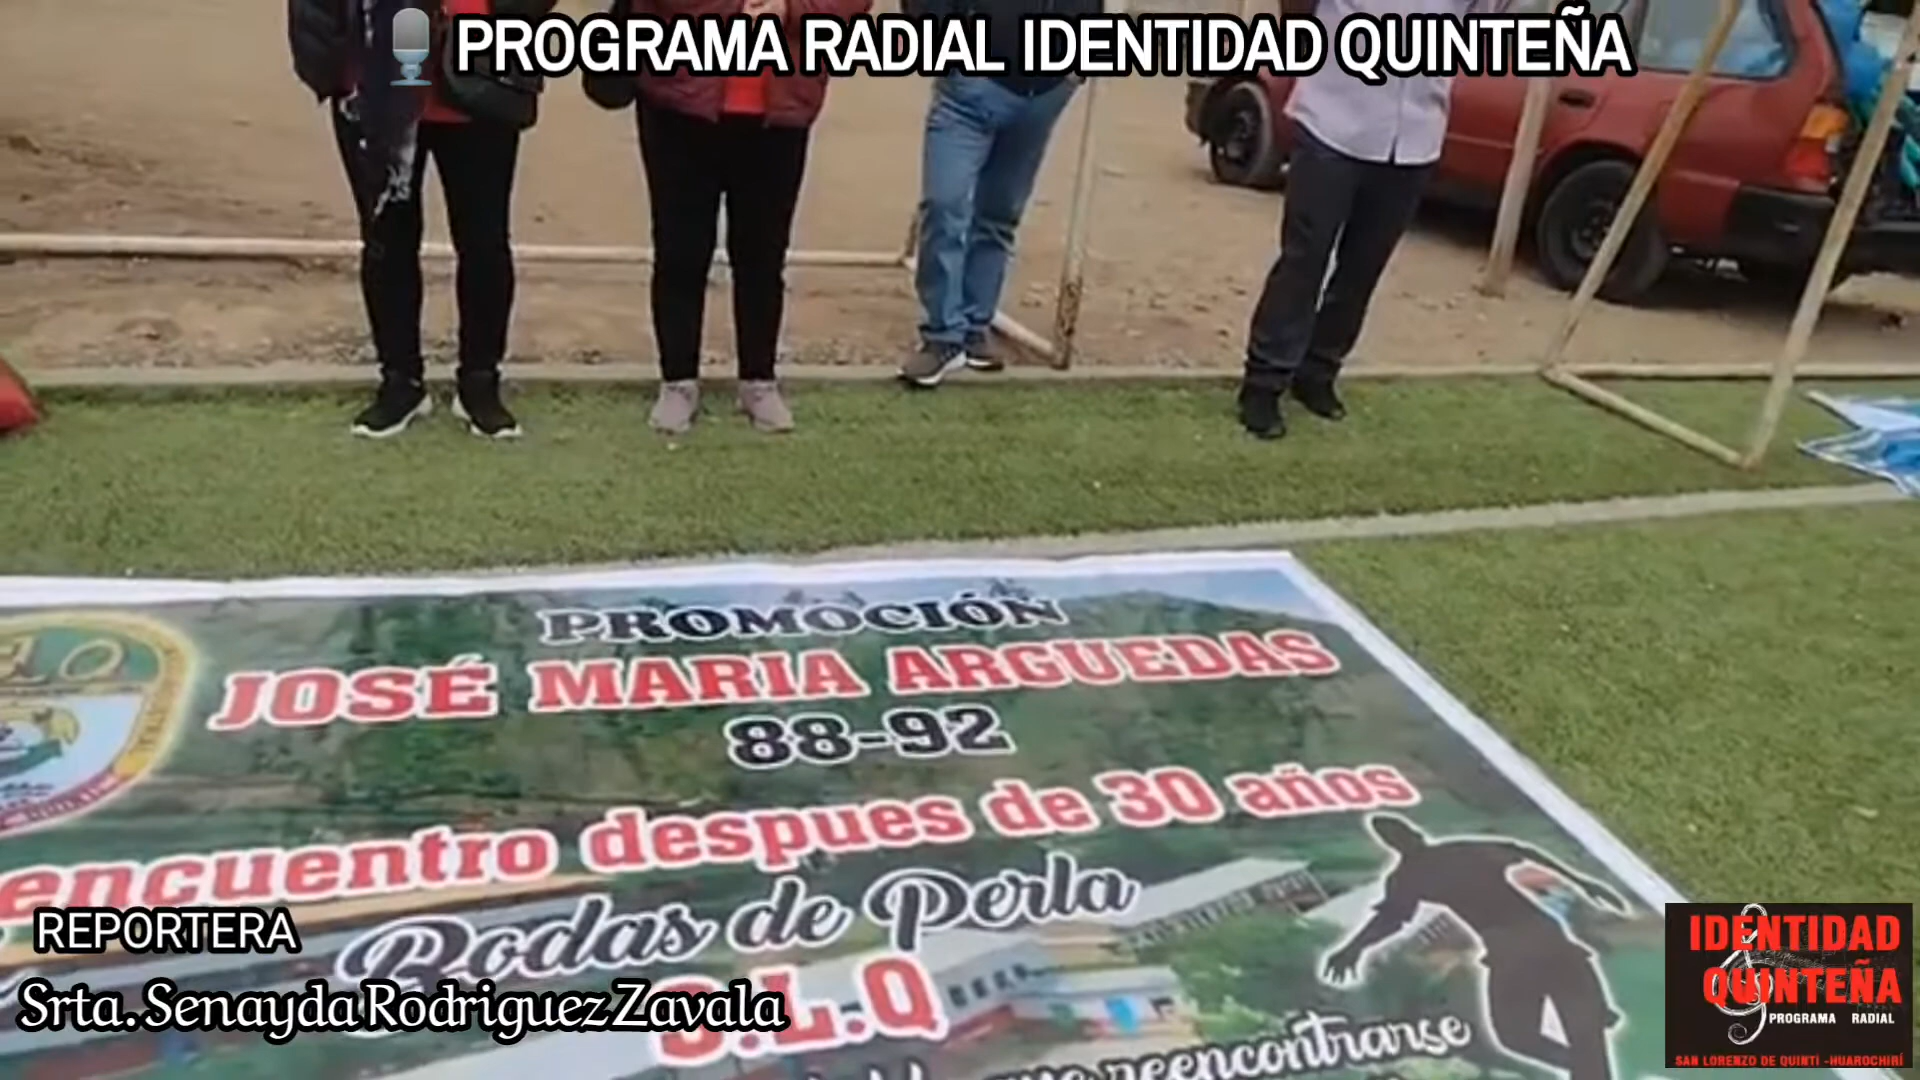 PROGRAMA RADIAL IDENTIDAD QUINTEÑA
PROMOCIÓN
JOSÉ MARIA ARGUEDAS
88-92
encuentro despues de 30 años
Bodas de Perla
S.L.Q
reencontrarse
REPORTERA
Srta. Senayda Rodriguez Zavala
IDENTIDAD
QUINTEÑA
PROGRAMA RADIAL
SAN LORENZO DE QUINTI - HUAROCHIRÍ